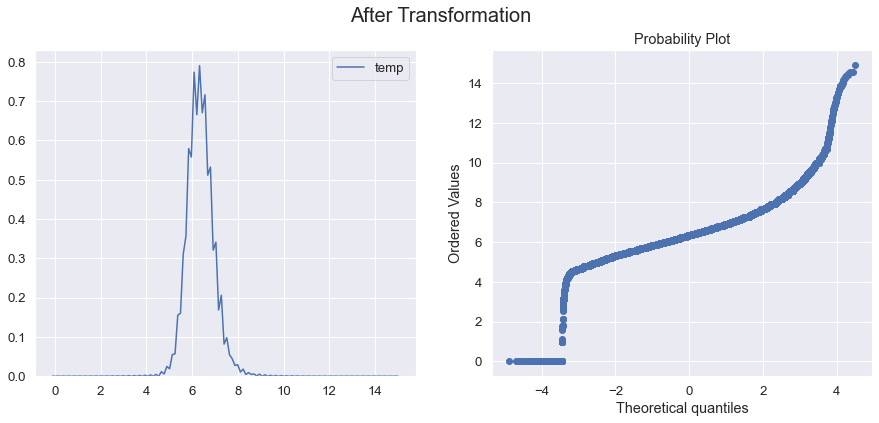 After Transformation
temp
0.8
0.7
0.6
0.5
0.4
0.3
0.2
0.1
0.0
0 2 4 6 8 10 12 14
Probability Plot
Ordered Values
14
12
10
8
6
4
2
0
−4 −2 0 2 4
Theoretical quantiles